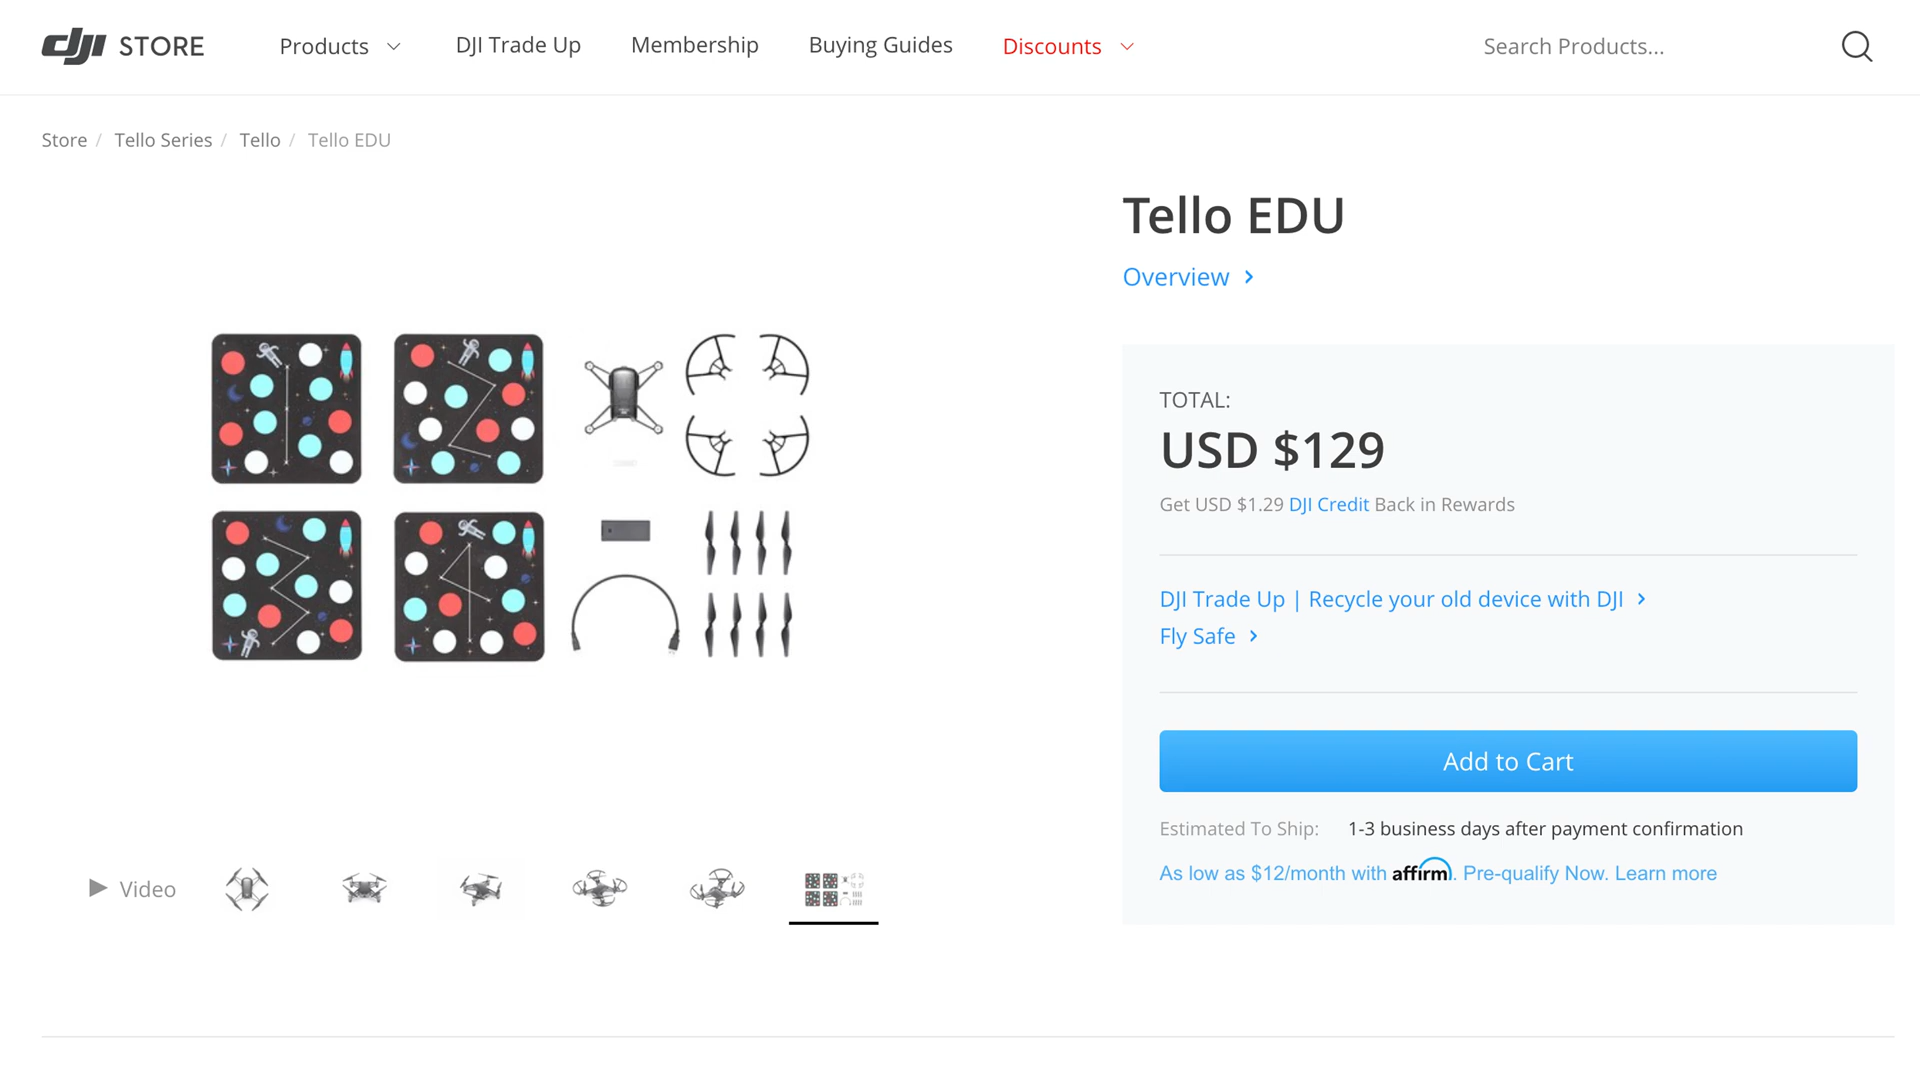 dji STORE
Products
DJI Trade Up
Membership
Buying Guides
Discounts
Search Products...
Store / Tello Series / Tello / Tello EDU
Tello EDU
Overview
TOTAL:
USD $129
Get USD $1.29 DJI Credit Back in Rewards
DJI Trade Up | Recycle your old device with DJI
Fly Safe
Add to Cart
Estimated To Ship: 1-3 business days after payment confirmation
As low as $12/month with affirm. Pre-qualify Now. Learn more
Video